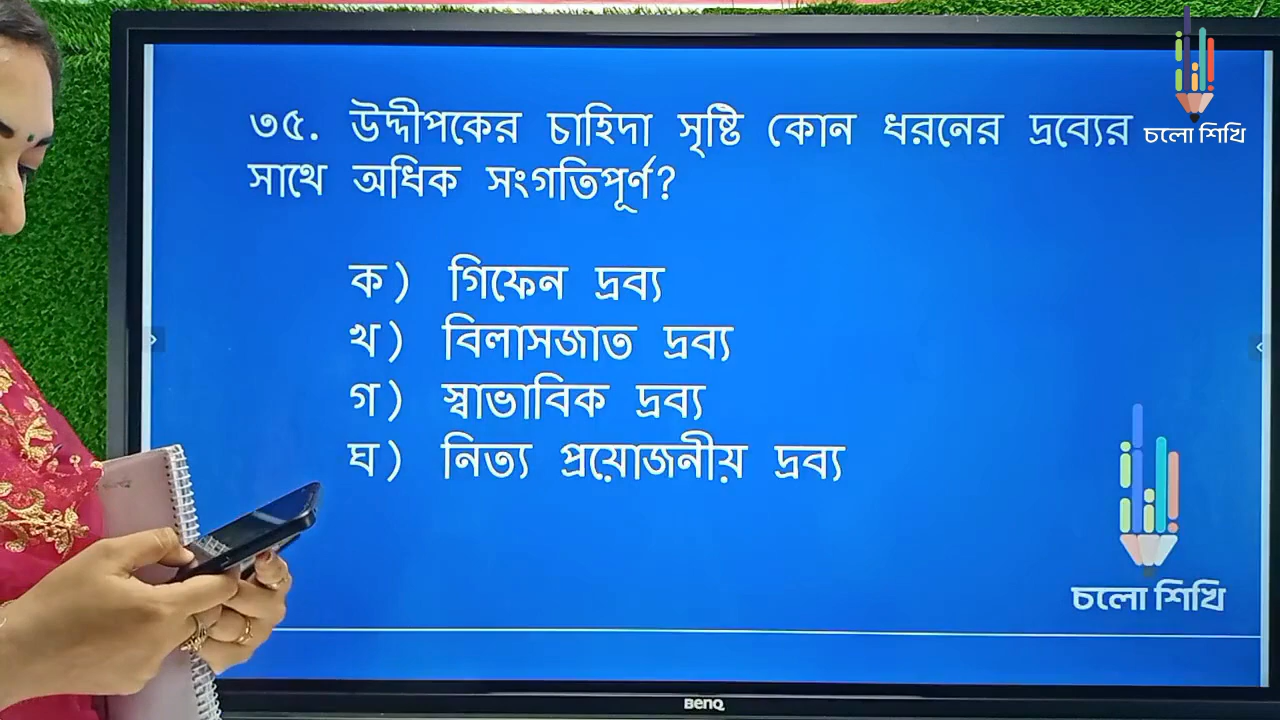 ৩৫. উদ্দীপকের চাহিদা সৃষ্টি কোন ধরনের দ্রব্যের
সাথে অধিক সংগতিপূর্ণ?
ক) গিফেন দ্রব্য
খ) বিলাসজাত দ্রব্য
গ) স্বাভাবিক দ্রব্য
ঘ) নিত্য প্রয়োজনীয় দ্রব্য
চলো শিখি
চলো শিখি
BenQ